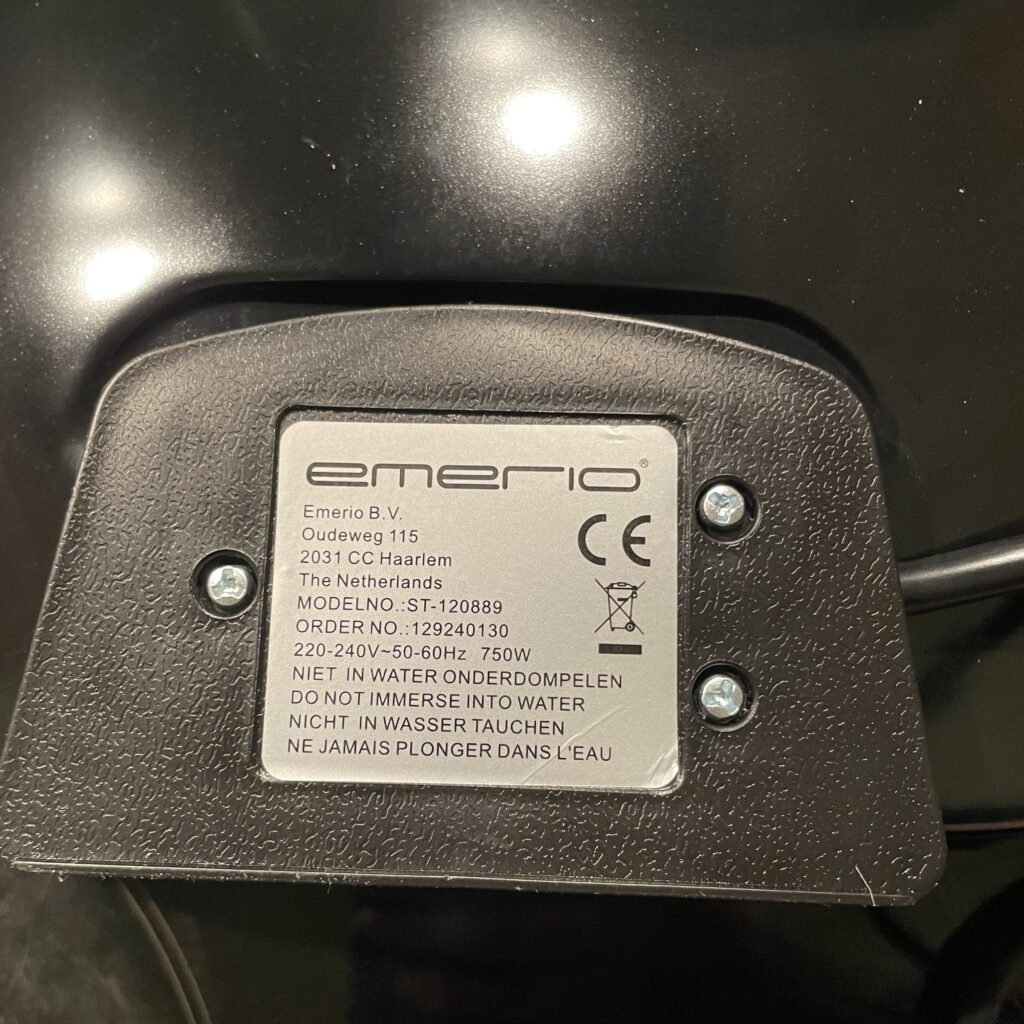 emerio®
Emerio B.V.
Oudeweg 115
2031 CC Haarlem
The Netherlands
MODELNO.:ST-120889
ORDER NO.:129240130
220-240V~50-60Hz 750W
NIET IN WATER ONDERDOMPELEN
DO NOT IMMERSE INTO WATER
NICHT IN WASSER TAUCHEN
NE JAMAIS PLONGER DANS L'EAU
CE